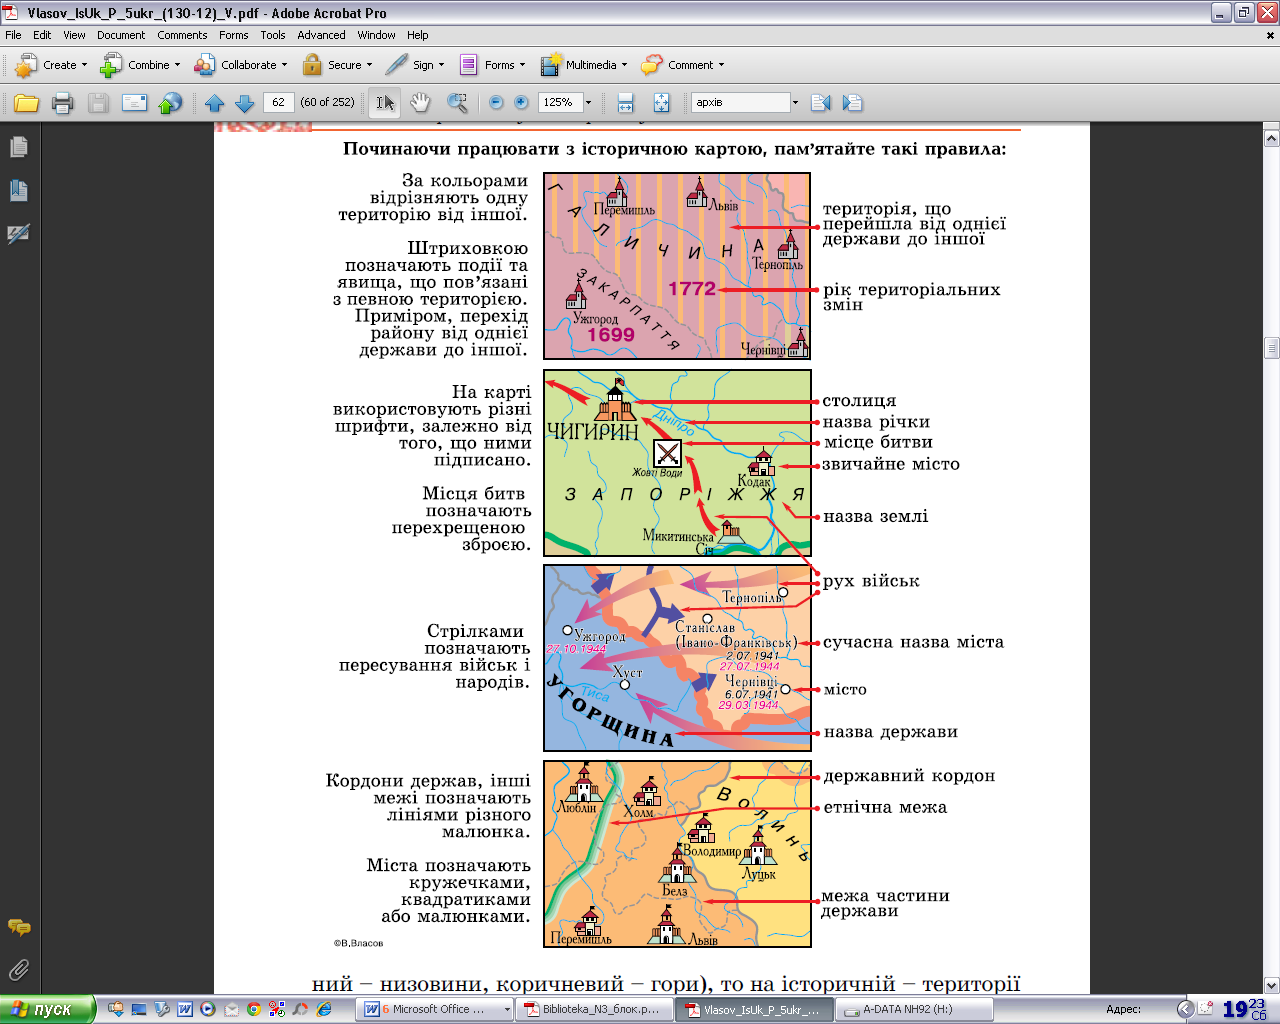 Vlasov_IsUk_P_5ukr_(130-12)_V.pdf - Adobe Acrobat Pro
File Edit View Document Comments Forms Tools Advanced Window Help
Create Combine Collaborate Secure Sign Forms Multimedia Comment
62 (60 of 252) 125% архів
Починаючи працювати з історичною картою, пам’ятайте такі правила:
За кольорами
відрізняють одну
територію від іншої.
Штриховкою
позначають події та
явища, що пов’язані
з певною територією.
Приміром, перехід
району від однієї
держави до іншої.
Перемишль
Львів
ГАЛИЧИНА
Тернопіль
ЗАКАРПАТТЯ
1772
Ужгород
1699
Чернівці
територія, що
перейшла від однієї
держави до іншої
рік територіальних
змін
На карті
використовують різні
шрифти, залежно від
того, що ними
підписано.
Місця битв
позначають
перехрещеною
зброєю.
ЧИГИРИН
Дніпро
Жовті Води
Кодак
ЗАПОРІЖЖЯ
Микитинська
Січ
столиця
назва річки
місце битви
звичайне місто
назва землі
рух військ
Стрілками
позначають
пересування військ і
народів.
Тернопіль
Ужгород
27.10.1944
Станіслав
(Івано-Франківськ)
2.07.1941
27.07.1944
Хуст
Чернівці
6.07.1941
29.03.1944
Тиса
УГОРЩИНА
сучасна назва міста
місто
назва держави
Кордони держав, інші
межі позначають
лініями різного
малюнка.
Міста позначають
кружечками,
квадратиками
або малюнками.
Люблін
Холм
Волинь
Володимир
Луцьк
Белз
Перемишль
Львів
державний кордон
етнічна межа
межа частини
держави
©В.Власов
ний – низовини, коричневий – гори), то на історичній – території
пуск
6 Microsoft Office ...
Biblioteka_N3_блок.p...
Vlasov_IsUk_P_5ukr_...
A-DATA NH92 (H:)
Адрес:
19 23
Сб